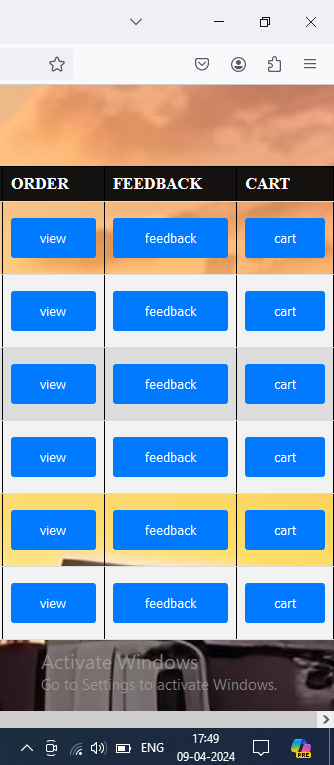 ORDER FEEDBACK CART
view feedback cart
view feedback cart
view feedback cart
view feedback cart
view feedback cart
view feedback cart
Activate Windows
Go to Settings to activate Windows.
17:49
ENG
09-04-2024
PRE